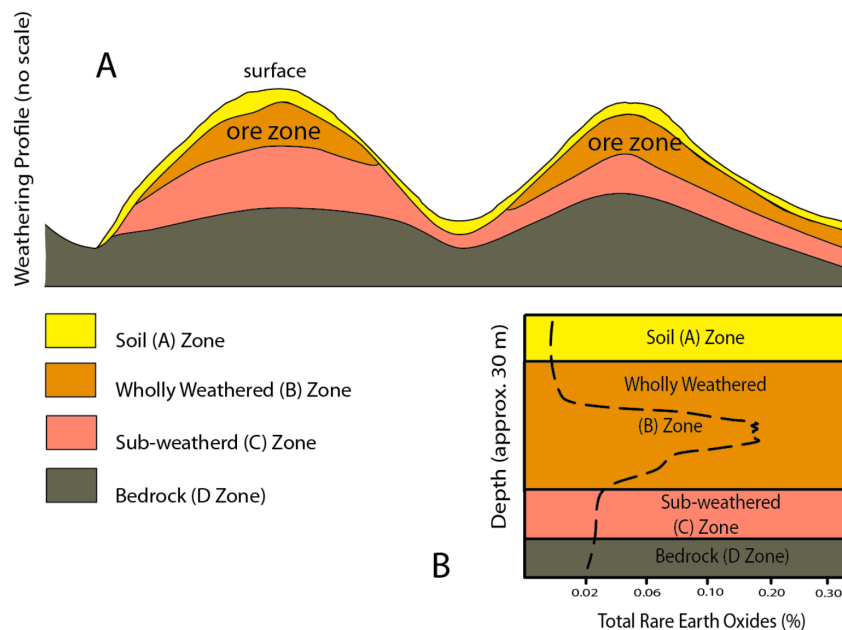 Weathering Profile (no scale)
A
surface
ore zone
ore zone
Soil (A) Zone
Wholly Weathered (B) Zone
Sub-weatherd (C) Zone
Bedrock (D Zone)
Depth (approx. 30 m)
Soil (A) Zone
Wholly Weathered
(B) Zone
Sub-weathered
(C) Zone
Bedrock (D Zone)
B
0.02 0.06 0.10 0.20 0.30
Total Rare Earth Oxides (%)